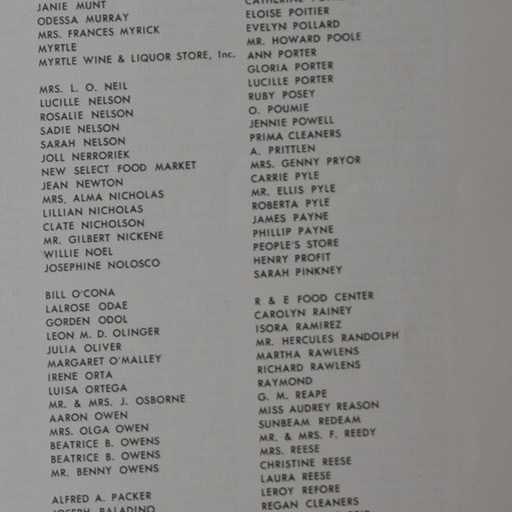 JANIE MUNT
ODESSA MURRAY
MRS. FRANCES MYRICK
MYRTLE
MYRTLE WINE & LIQUOR STORE, Inc.
MRS. L. O. NEIL
LUCILLE NELSON
ROSALIE NELSON
SADIE NELSON
SARAH NELSON
JOLL NERRORIEK
NEW SELECT FOOD MARKET
JEAN NEWTON
MRS. ALMA NICHOLAS
LILLIAN NICHOLAS
CLATE NICHOLSON
MR. GILBERT NICKENE
WILLIE NOEL
JOSEPHINE NOLOSCO
BILL O'CONA
LALROSE ODAE
GORDEN ODOL
LEON M. D. OLINGER
JULIA OLIVER
MARGARET O'MALLEY
IRENE ORTA
LUISA ORTEGA
MR. & MRS. J. OSBORNE
AARON OWEN
MRS. OLGA OWEN
BEATRICE B. OWENS
BEATRICE B. OWENS
MR. BENNY OWENS
ALFRED A. PACKER
JOSEPH PALADINO
ELOISE POITIER
EVELYN POLLARD
MR. HOWARD POOLE
ANN PORTER
GLORIA PORTER
LUCILLE PORTER
RUBY POSEY
O. POUMIE
JENNIE POWELL
PRIMA CLEANERS
A. PRITTLEN
MRS. GENNY PRYOR
CARRIE PYLE
MR. ELLIS PYLE
ROBERTA PYLE
JAMES PAYNE
PHILLIP PAYNE
PEOPLE'S STORE
HENRY PROFIT
SARAH PINKNEY
R & E FOOD CENTER
CAROLYN RAINEY
ISORA RAMIREZ
MR. HERCULES RANDOLPH
MARTHA RAWLENS
RICHARD RAWLENS
RAYMOND
G. M. REAPE
MISS AUDREY REASON
SUNBEAM REDEAM
MR. & MRS. F. REEDY
MRS. REESE
CHRISTINE REESE
LAURA REESE
LEROY REFORE
REGAN CLEANERS